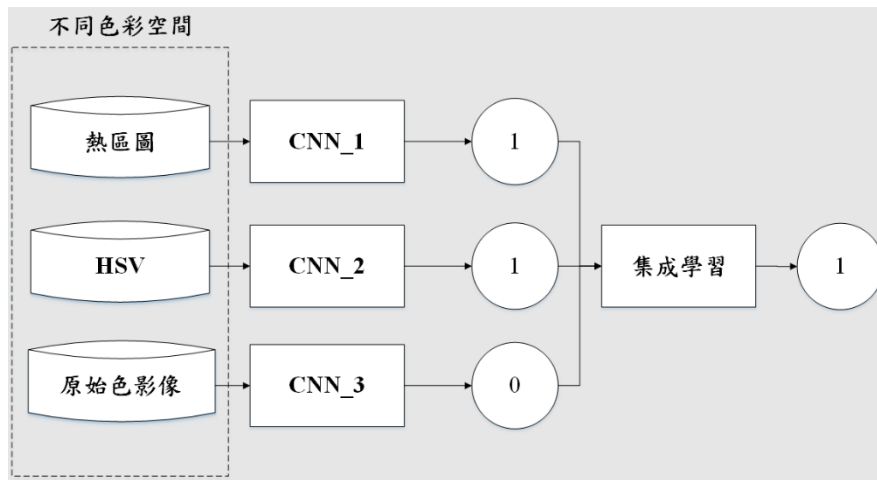 不同色彩空間
熱區圖
CNN_1
1
HSV
CNN_2
1
集成學習
1
原始色影像
CNN_3
0